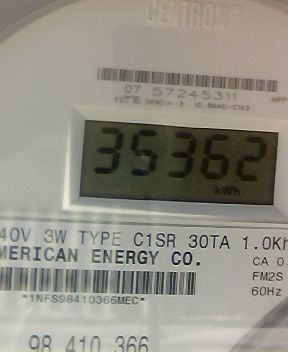 CENTRON®
07 57245311
35362
kWh
40V 3W TYPE C1SR 30TA 1.0Kh
MERICAN ENERGY CO.
CA 0
FM2S
60Hz
*1NFS98410366MEC*
98 410 366